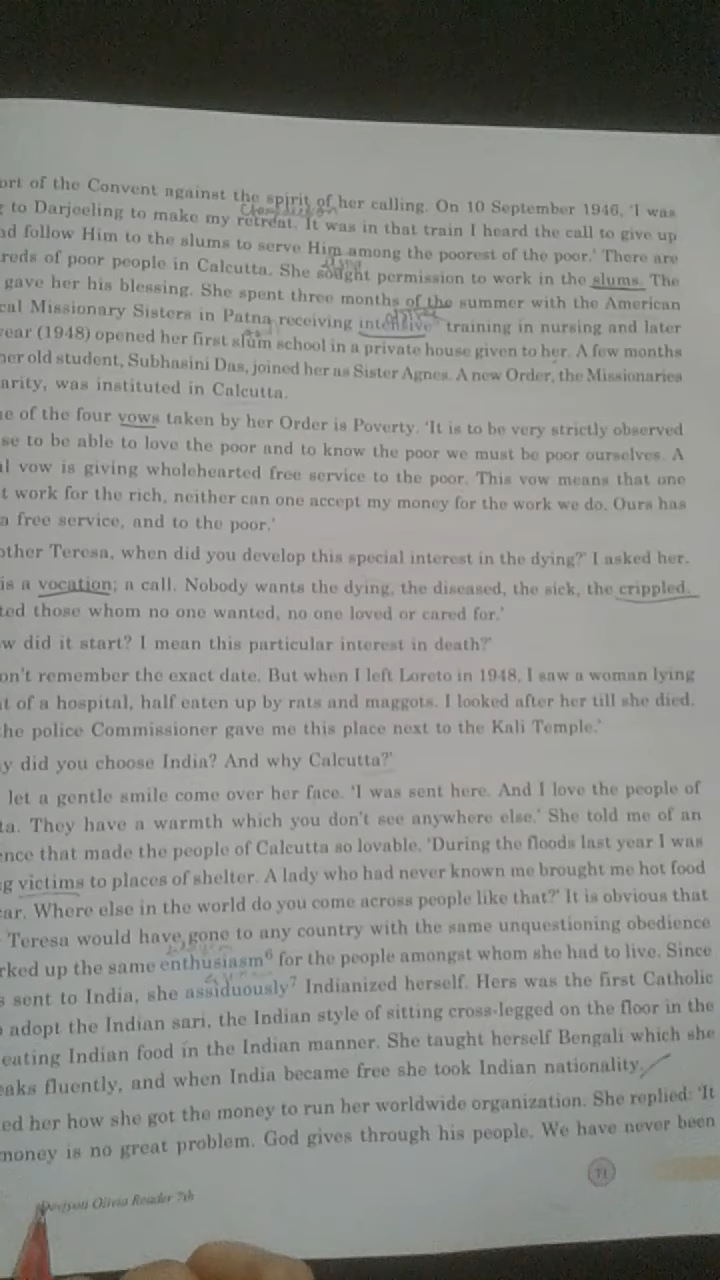 ort of the Convent against the spirit of her calling. On 10 September 1946, 'I was
to Darjeeling to make my retreat. It was in that train I heard the call to give up
nd follow Him to the slums to serve Him among the poorest of the poor.' There are
reds of poor people in Calcutta. She sought permission to work in the slums. The
gave her his blessing. She spent three months of the summer with the American
cal Missionary Sisters in Patna receiving intensive training in nursing and later
year (1948) opened her first slum school in a private house given to her. A few months
her old student, Subhasini Das, joined her as Sister Agnes. A new Order, the Missionaries
arity, was instituted in Calcutta.
e of the four vows taken by her Order is Poverty. 'It is to be very strictly observed
se to be able to love the poor and to know the poor we must be poor ourselves. A
l vow is giving wholehearted free service to the poor. This vow means that one
t work for the rich, neither can one accept my money for the work we do. Ours has
a free service, and to the poor.'
other Teresa, when did you develop this special interest in the dying?' I asked her.
is a vocation; a call. Nobody wants the dying, the diseased, the sick, the crippled.
ted those whom no one wanted, no one loved or cared for.'
w did it start? I mean this particular interest in death?'
on't remember the exact date. But when I left Loreto in 1948, I saw a woman lying
t of a hospital, half eaten up by rats and maggots. I looked after her till she died.
he police Commissioner gave me this place next to the Kali Temple.'
y did you choose India? And why Calcutta?'
let a gentle smile come over her face. 'I was sent here. And I love the people of
ta. They have a warmth which you don't see anywhere else.' She told me of an
ence that made the people of Calcutta so lovable. 'During the floods last year I was
g victims to places of shelter. A lady who had never known me brought me hot food
ar. Where else in the world do you come across people like that?' It is obvious that
Teresa would have gone to any country with the same unquestioning obedience
rked up the same enthusiasm⁶ for the people amongst whom she had to live. Since
s sent to India, she assiduously⁷ Indianized herself. Hers was the first Catholic
adopt the Indian sari, the Indian style of sitting cross-legged on the floor in the
eating Indian food in the Indian manner. She taught herself Bengali which she
eaks fluently, and when India became free she took Indian nationality.
ed her how she got the money to run her worldwide organization. She replied: 'It
money is no great problem. God gives through his people. We have never been
71
Olivia Reader 7th